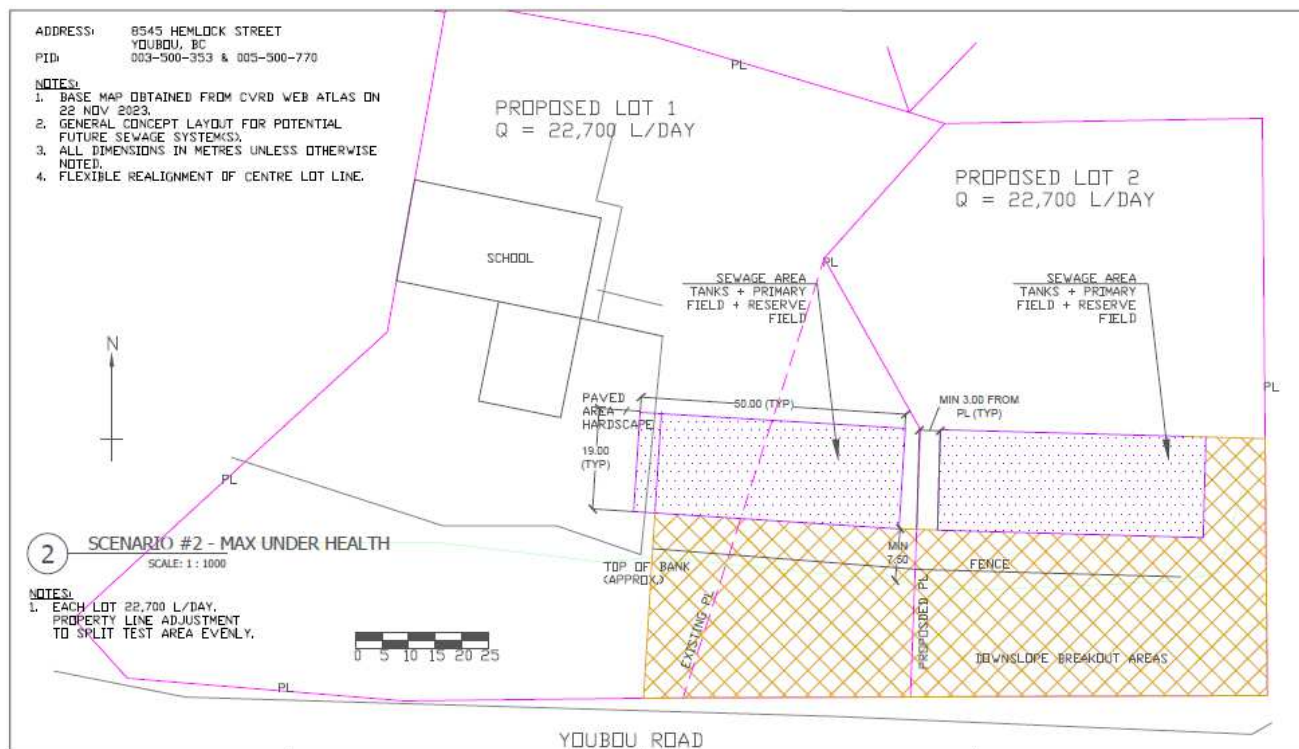 ADDRESS: 8545 HEMLOCK STREET
YOUBOU, BC
PID: 003-500-353 & 005-500-770
NOTES:
1. BASE MAP OBTAINED FROM CVRD WEB ATLAS ON
22 NOV 2023.
2. GENERAL CONCEPT LAYOUT FOR POTENTIAL
FUTURE SEWAGE SYSTEM(S).
3. ALL DIMENSIONS IN METRES UNLESS OTHERWISE
NOTED.
4. FLEXIBLE REALIGNMENT OF CENTRE LOT LINE.
PL
PROPOSED LOT 1
Q = 22,700 L/DAY
PROPOSED LOT 2
Q = 22,700 L/DAY
SCHOOL
PL
SEWAGE AREA
TANKS + PRIMARY
FIELD + RESERVE
FIELD
SEWAGE AREA
TANKS + PRIMARY
FIELD + RESERVE
FIELD
N
PL
PAVED
AREA /
HARDSCAPE
50.00 (TYP)
MIN 3.00 FROM
PL (TYP)
19.00
(TYP)
PL
2
SCENARIO #2 - MAX UNDER HEALTH
SCALE: 1 : 1000
TOP OF BANK
(APPROX.)
MIN
7.50
FENCE
NOTES:
1. EACH LOT 22,700 L/DAY.
PROPERTY LINE ADJUSTMENT
TO SPLIT TEST AREA EVENLY.
0 5 10 15 20 25
EXISTING PL
PROPOSDED PL
DOWNSLOPE BREAKOUT AREAS
PL
YOUBOU ROAD